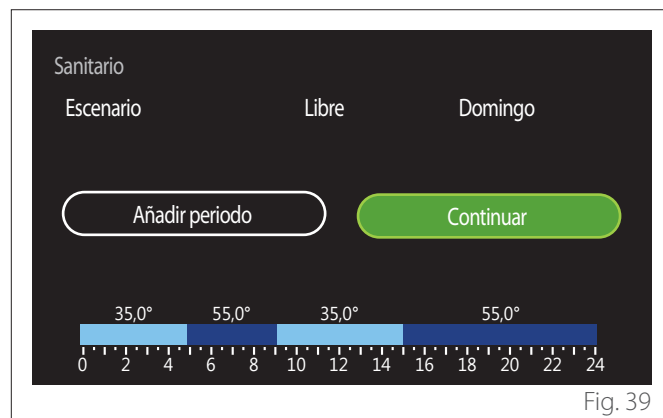 Sanitario
Escenario Libre Domingo
Añadir periodo Continuar
35,0° 55,0° 35,0° 55,0°
0 2 4 6 8 10 12 14 16 18 20 22 24
Fig. 39